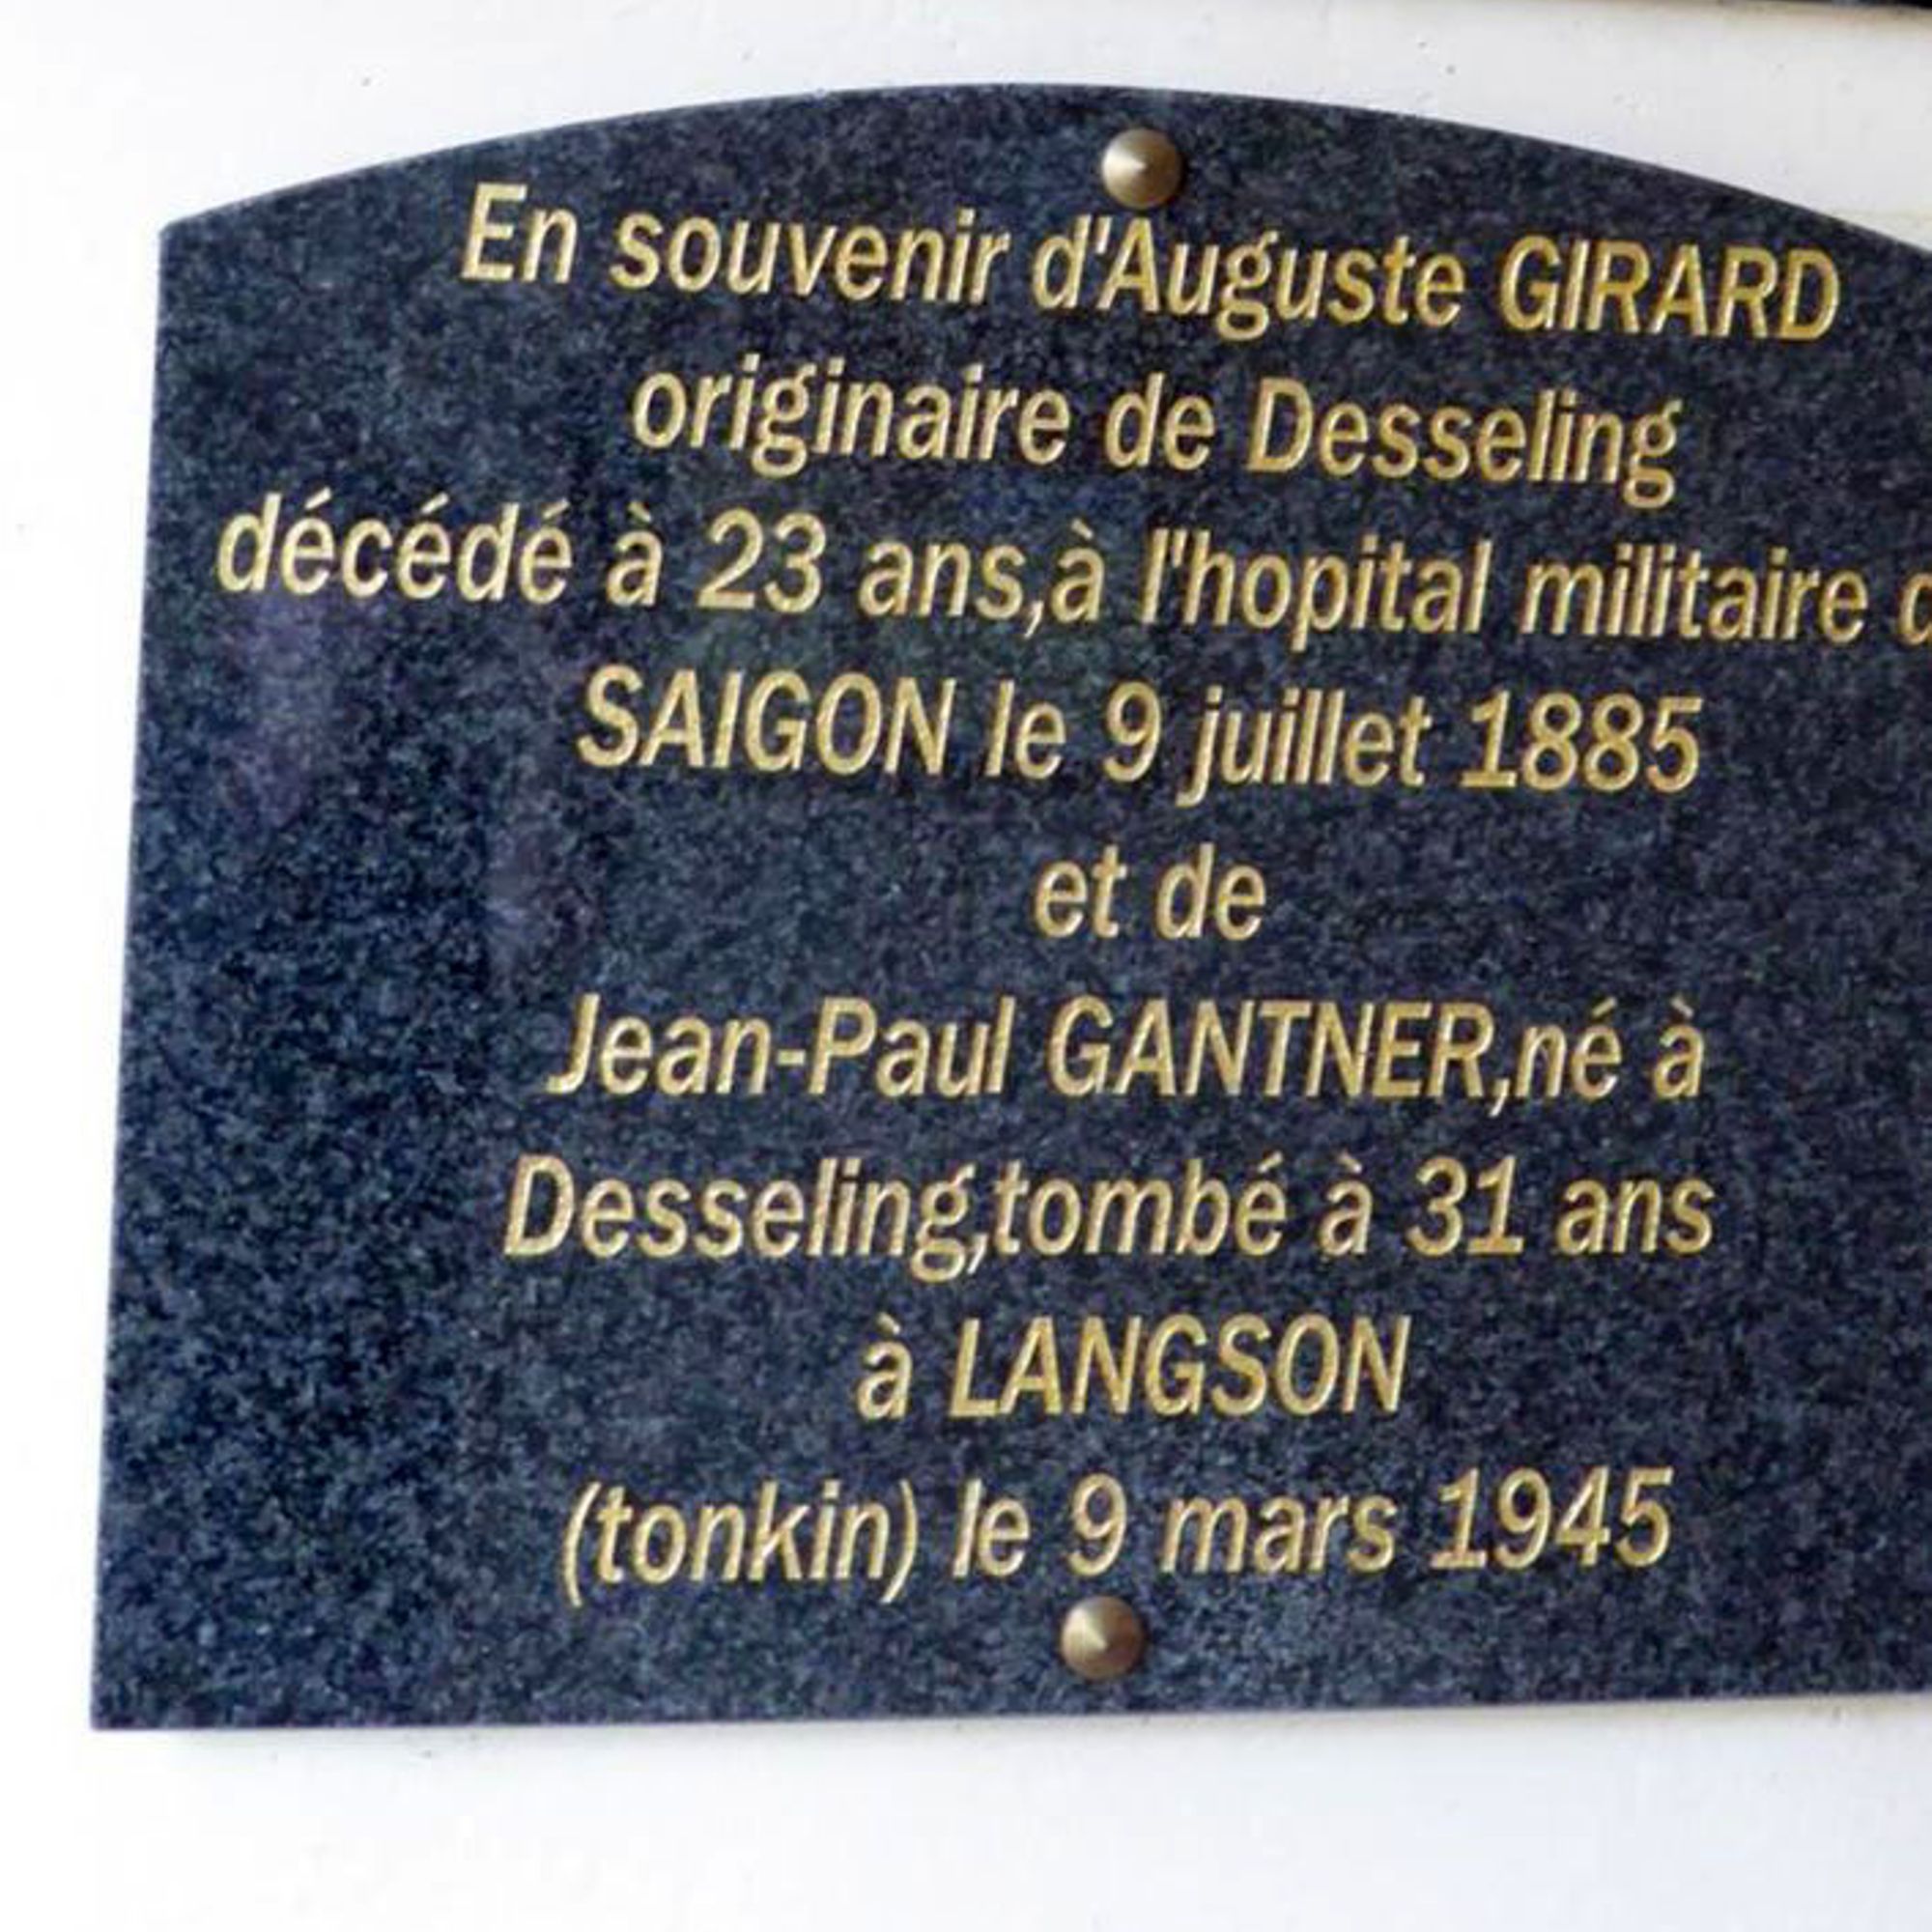 En souvenir d'Auguste GIRARD
originaire de Desseling
décédé à 23 ans,à l'hopital militaire
SAIGON le 9 juillet 1885
et de
Jean-Paul GANTNER,né à
Desseling,tombé à 31 ans
à LANGSON
(tonkin) le 9 mars 1945